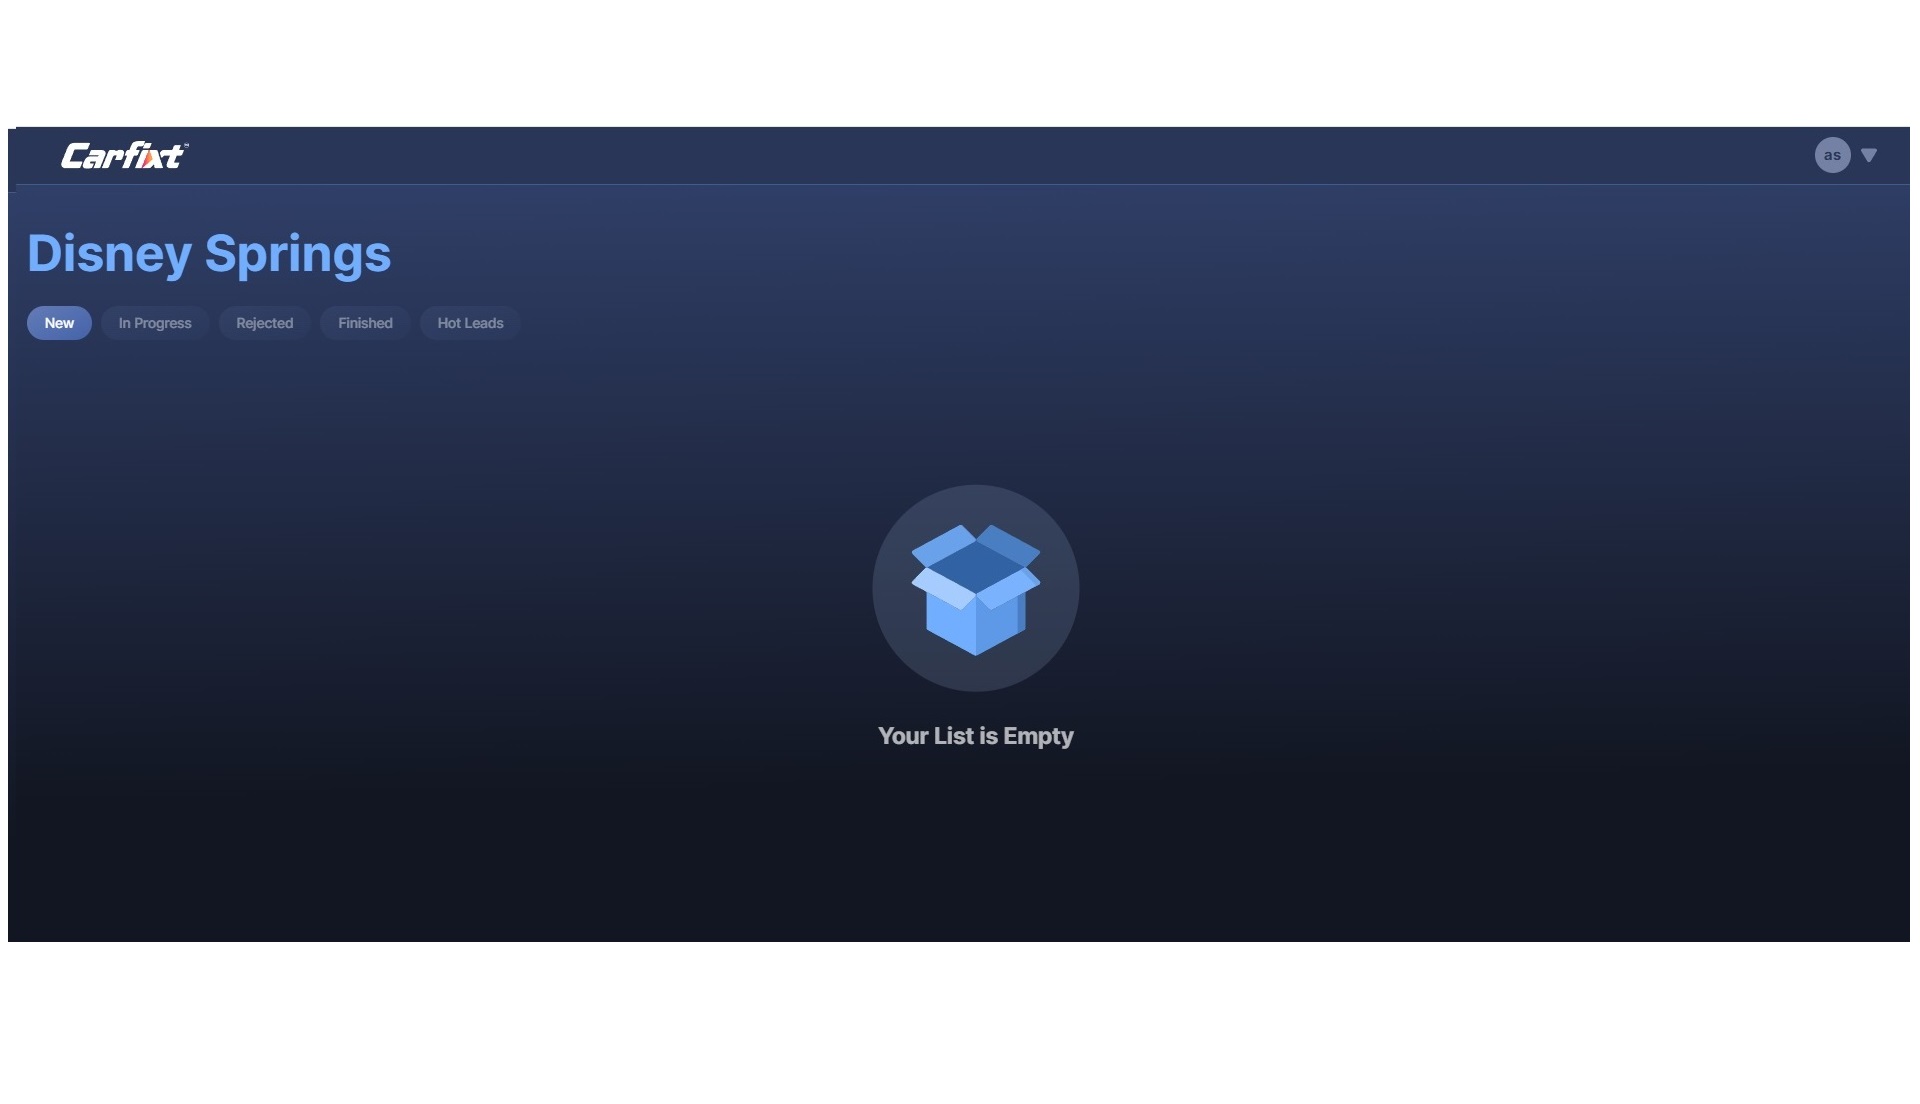 Carfixt™
as
Disney Springs
New
In Progress
Rejected
Finished
Hot Leads
Your List is Empty